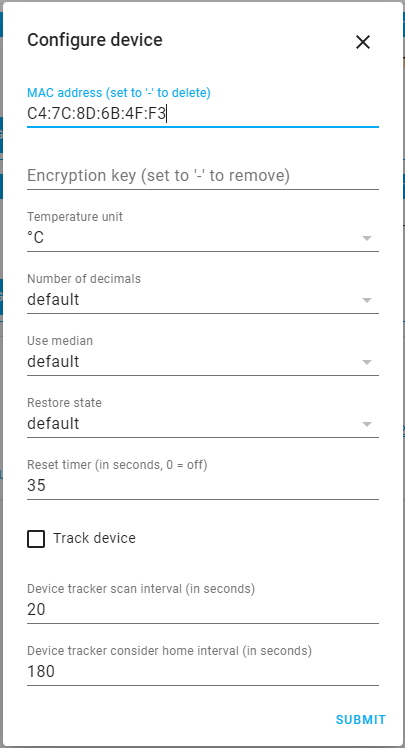 Configure device
MAC address (set to '-' to delete)
C4:7C:8D:6B:4F:F3
Encryption key (set to '-' to remove)
Temperature unit
°C
Number of decimals
default
Use median
default
Restore state
default
Reset timer (in seconds, 0 = off)
35
Track device
Device tracker scan interval (in seconds)
20
Device tracker consider home interval (in seconds)
180
SUBMIT